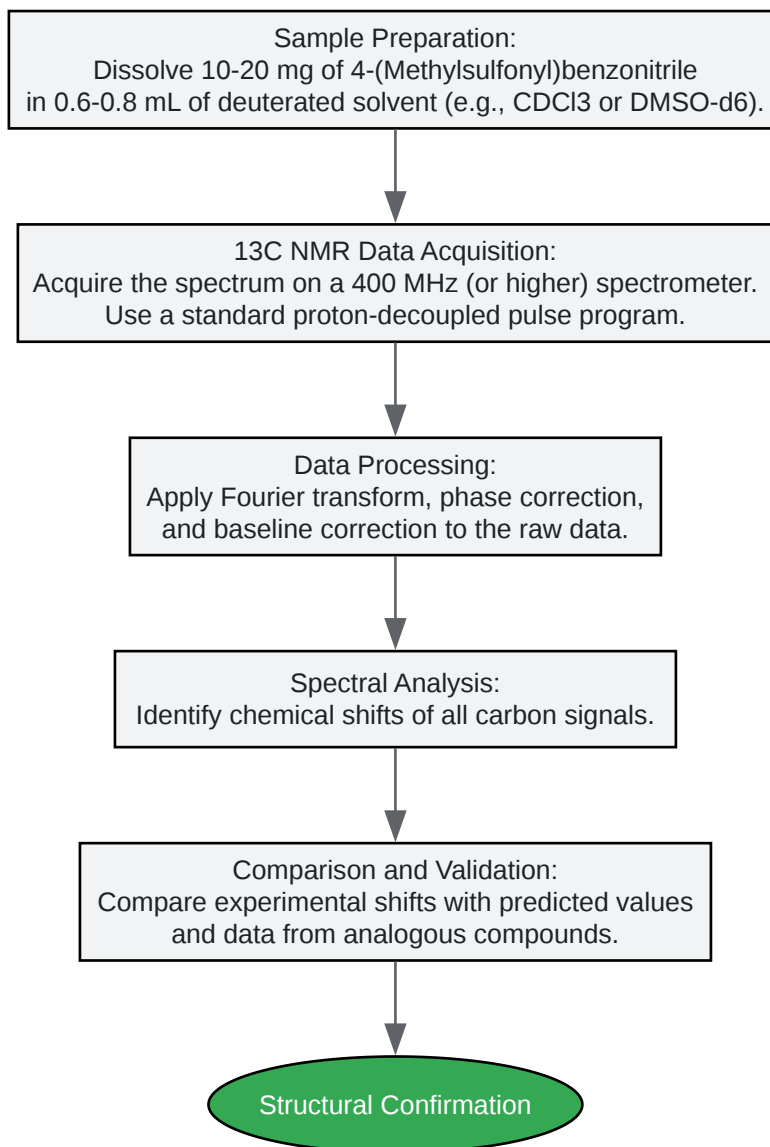 Sample Preparation:
Dissolve 10-20 mg of 4-(Methylsulfonyl)benzonitrile
in 0.6-0.8 mL of deuterated solvent (e.g., CDCl3 or DMSO-d6).
13C NMR Data Acquisition:
Acquire the spectrum on a 400 MHz (or higher) spectrometer.
Use a standard proton-decoupled pulse program.
Data Processing:
Apply Fourier transform, phase correction,
and baseline correction to the raw data.
Spectral Analysis:
Identify chemical shifts of all carbon signals.
Comparison and Validation:
Compare experimental shifts with predicted values
and data from analogous compounds.
Structural Confirmation